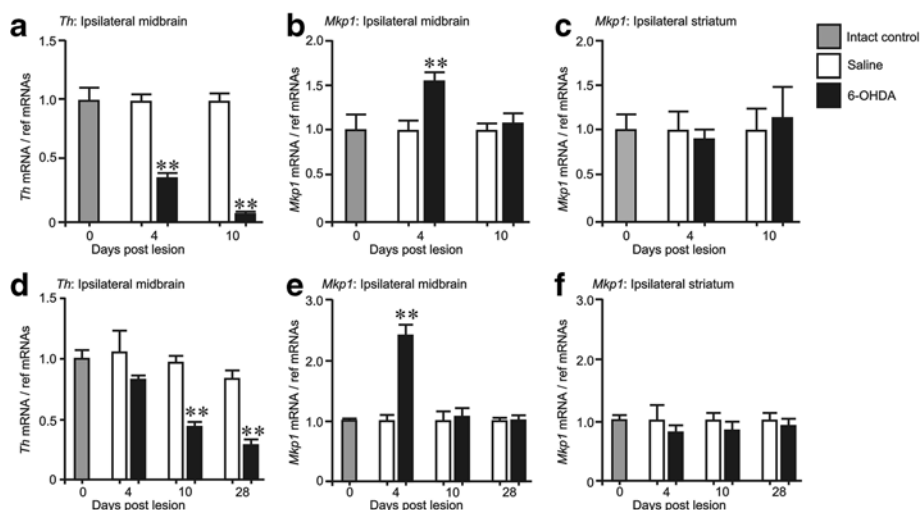 a Th: Ipsilateral midbrain
1.5
1.0
0.5
0
Th mRNA / ref mRNAs
**
**
0 4 10
Days post lesion
b Mkp1: Ipsilateral midbrain
2.0
1.5
1.0
0.5
0
Mkp1 mRNA / ref mRNAs
**
0 4 10
Days post lesion
c Mkp1: Ipsilateral striatum
2.0
1.5
1.0
0.5
0
Mkp1 mRNA / ref mRNAs
0 4 10
Days post lesion
Intact control
Saline
6-OHDA
d Th: Ipsilateral midbrain
1.5
1.0
0.5
0
Th mRNA / ref mRNAs
**
**
0 4 10 28
Days post lesion
e Mkp1: Ipsilateral midbrain
3.0
2.0
1.0
0
Mkp1 mRNA / ref mRNAs
**
0 4 10 28
Days post lesion
f Mkp1: Ipsilateral striatum
3.0
2.0
1.0
0
Mkp1 mRNA / ref mRNAs
0 4 10 28
Days post lesion